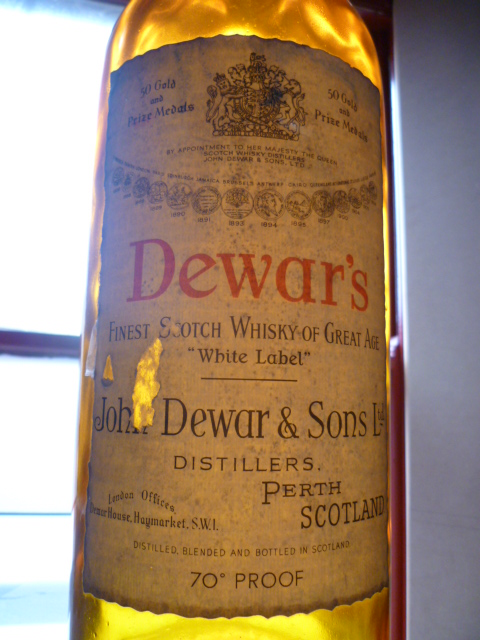 50 Gold
and
Prize Medals
50 Gold
and
Prize Medals
BY APPOINTMENT TO HER MAJESTY THE QUEEN
SCOTCH WHISKY DISTILLERS
JOHN DEWAR & SONS, LTD.
Dewar's
FINEST SCOTCH WHISKY OF GREAT AGE
"White Label"
John Dewar & Sons Ltd
DISTILLERS,
PERTH
SCOTLAND
London Offices,
Dewar House, Haymarket, S.W.1.
DISTILLED, BLENDED AND BOTTLED IN SCOTLAND
70° PROOF